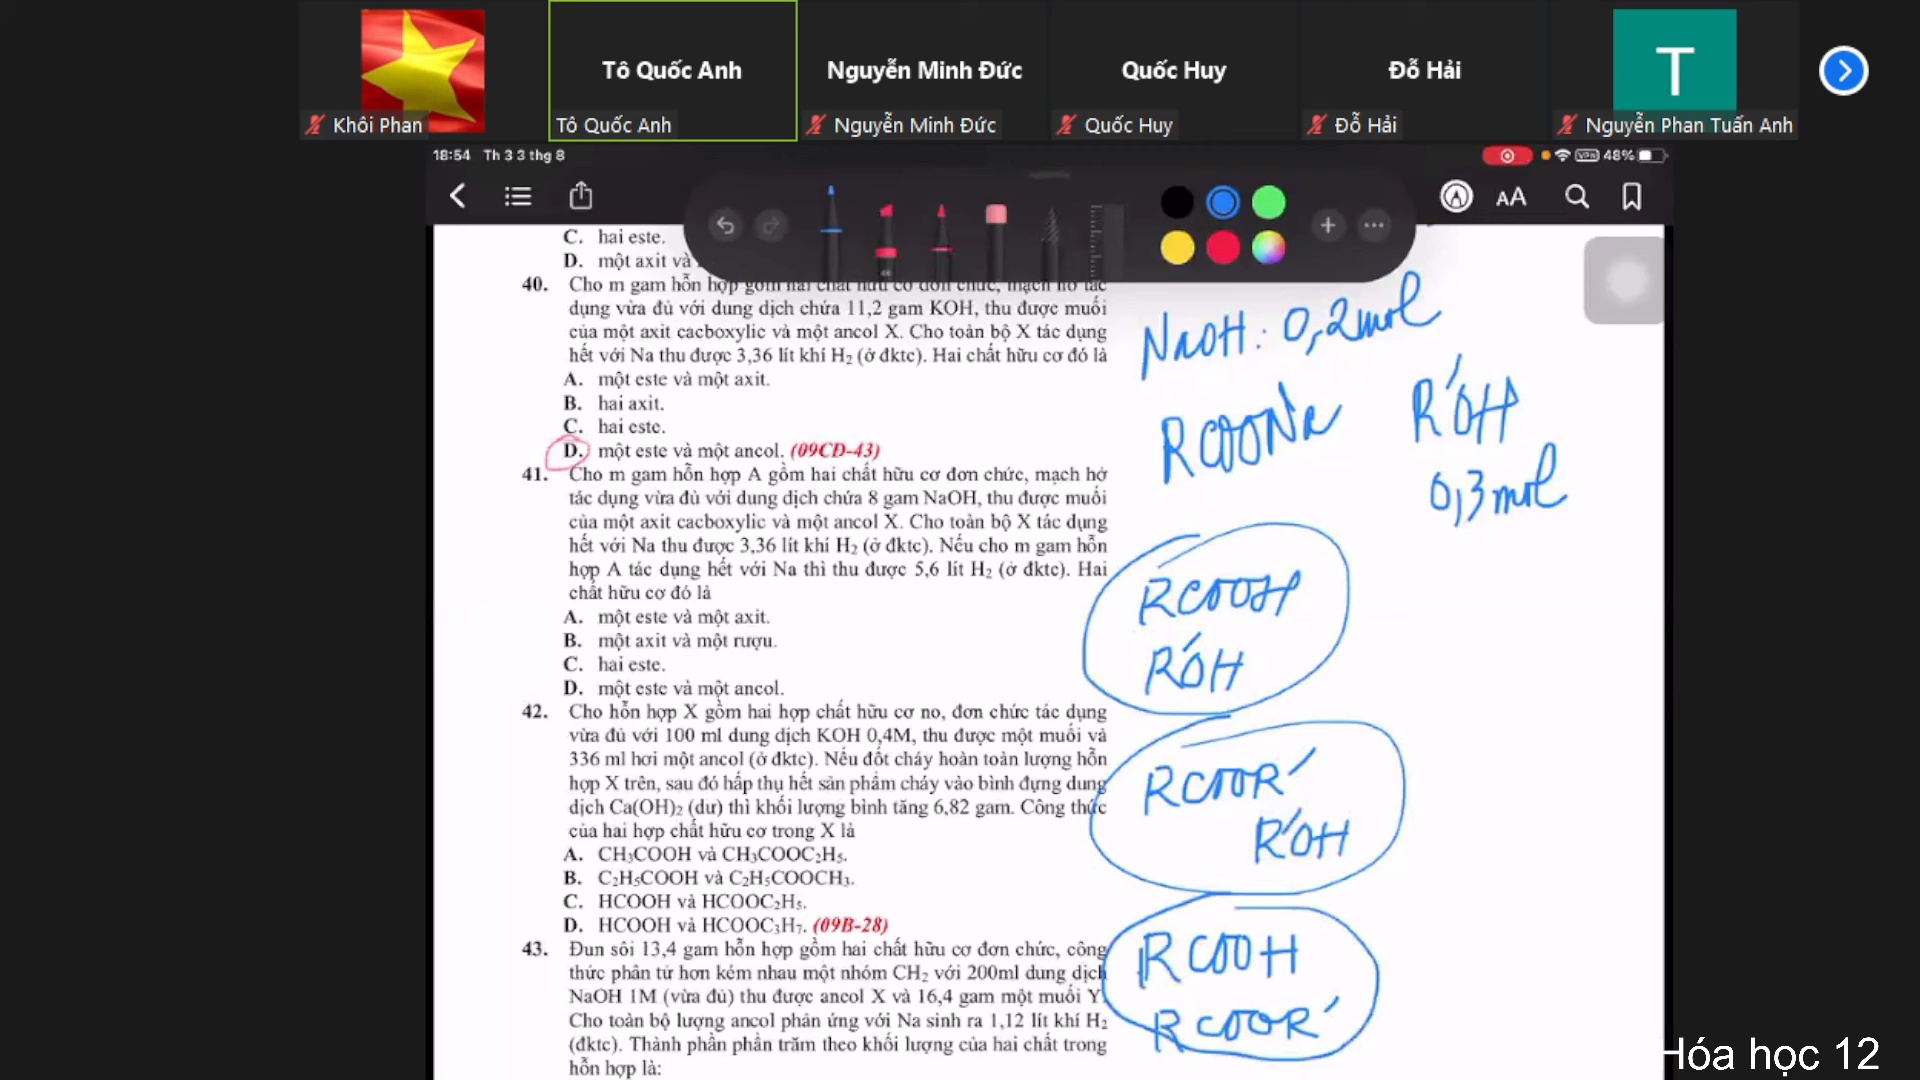 Tô Quốc Anh
Nguyễn Minh Đức
Quốc Huy
Đỗ Hải
T
Khôi Phan
Tô Quốc Anh
Nguyễn Minh Đức
Quốc Huy
Đỗ Hải
Nguyễn Phan Tuấn Anh
18:54 Th 3 3 thg 8
VPN 48%
AA
C. hai este.
D. một axit và
40. Cho m gam hỗn hợp gồm hai chất hữu cơ đơn chức, mạch hở tác
dụng vừa đủ với dung dịch chứa 11,2 gam KOH, thu được muối
của một axit cacboxylic và một ancol X. Cho toàn bộ X tác dụng
hết với Na thu được 3,36 lít khí H₂ (ở đktc). Hai chất hữu cơ đó là
A. một este và một axit.
B. hai axit.
C. hai este.
D. một este và một ancol. (09CĐ-43)
41. Cho m gam hỗn hợp A gồm hai chất hữu cơ đơn chức, mạch hở
tác dụng vừa đủ với dung dịch chứa 8 gam NaOH, thu được muối
của một axit cacboxylic và một ancol X. Cho toàn bộ X tác dụng
hết với Na thu được 3,36 lít khí H₂ (ở đktc). Nếu cho m gam hỗn
hợp A tác dụng hết với Na thì thu được 5,6 lít H₂ (ở đktc). Hai
chất hữu cơ đó là
A. một este và một axit.
B. một axit và một rượu.
C. hai este.
D. một este và một ancol.
42. Cho hỗn hợp X gồm hai hợp chất hữu cơ no, đơn chức tác dụng
vừa đủ với 100 ml dung dịch KOH 0,4M, thu được một muối và
336 ml hơi một ancol (ở đktc). Nếu đốt cháy hoàn toàn lượng hỗn
hợp X trên, sau đó hấp thụ hết sản phẩm cháy vào bình đựng dung
dịch Ca(OH)₂ (dư) thì khối lượng bình tăng 6,82 gam. Công thức
của hai hợp chất hữu cơ trong X là
A. CH₃COOH và CH₃COOC₂H₅.
B. C₂H₅COOH và C₂H₅COOCH₃.
C. HCOOH và HCOOC₂H₅.
D. HCOOH và HCOOC₃H₇. (09B-28)
43. Đun sôi 13,4 gam hỗn hợp gồm hai chất hữu cơ đơn chức, công
thức phân tử hơn kém nhau một nhóm CH₂ với 200ml dung dịch
NaOH 1M (vừa đủ) thu được ancol X và 16,4 gam một muối Y.
Cho toàn bộ lượng ancol phản ứng với Na sinh ra 1,12 lít khí H₂
(đktc). Thành phần phần trăm theo khối lượng của hai chất trong
hỗn hợp là:
NaOH: 0,2mol
RCOONa R'OH
0,3mol
RCOOH
R'OH
RCOOR'
R'OH
RCOOH
RCOOR'
Hóa học 12